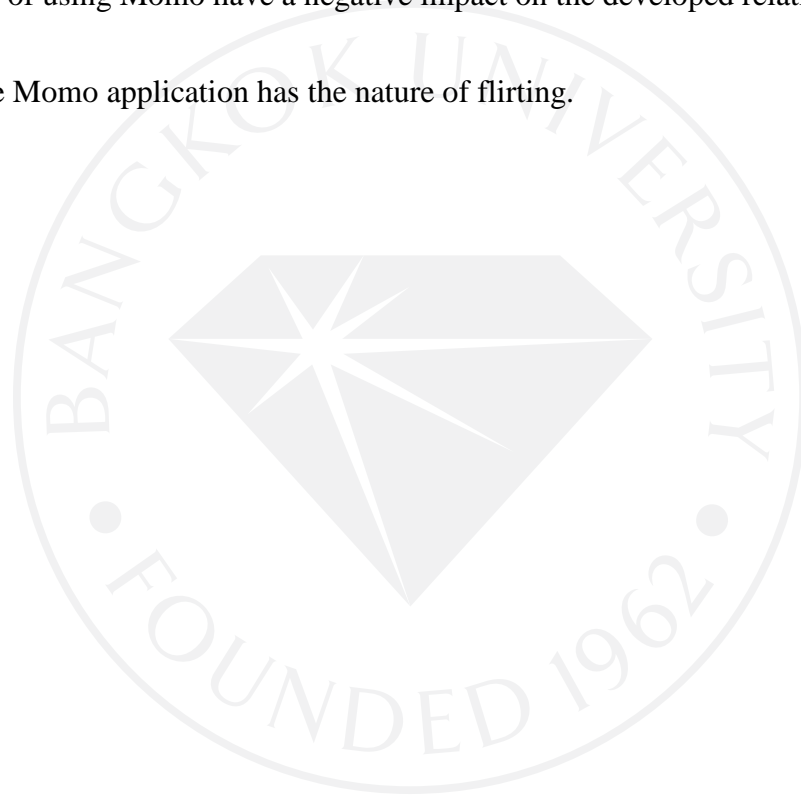 of using Momo have a negative impact on the developed relati
e Momo application has the nature of flirting.
BANGKOK UNIVERSITY
• FOUNDED 1962 •